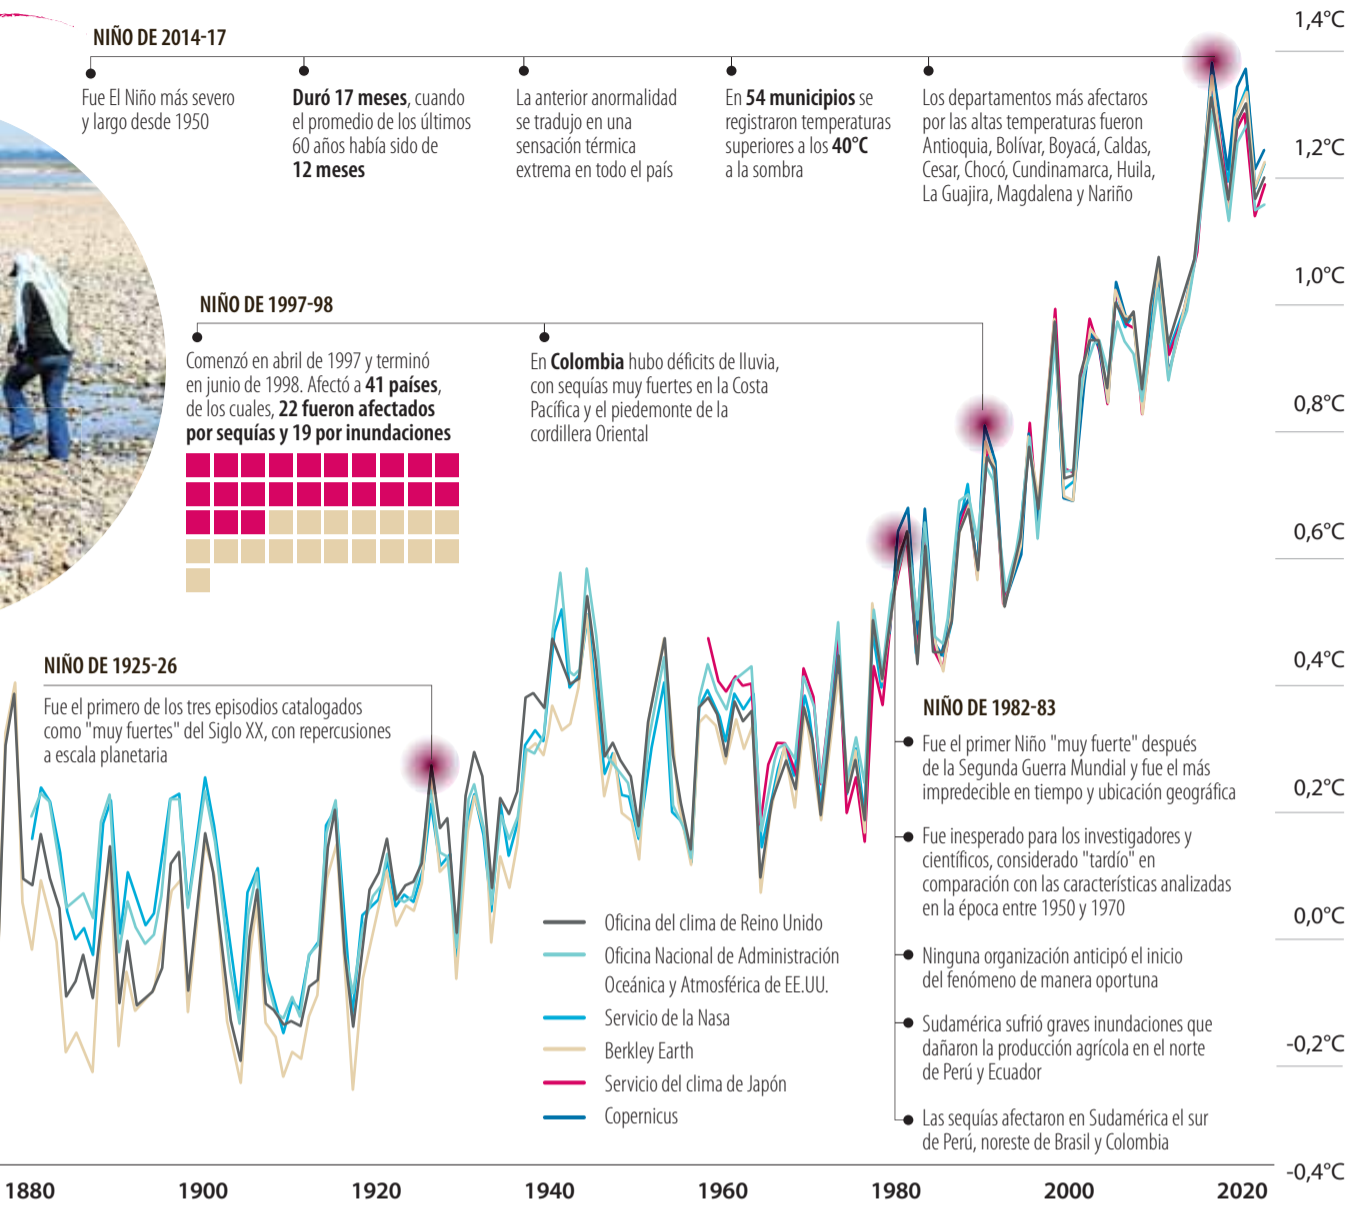 NIÑO DE 2014-17
Fue El Niño más severo
y largo desde 1950
Duró 17 meses, cuando
el promedio de los últimos
60 años había sido de
12 meses
La anterior anormalidad
se tradujo en una
sensación térmica
extrema en todo el país
En 54 municipios se
registraron temperaturas
superiores a los 40°C
a la sombra
Los departamentos más afectaros
por las altas temperaturas fueron
Antioquia, Bolívar, Boyacá, Caldas,
Cesar, Chocó, Cundinamarca, Huila,
La Guajira, Magdalena y Nariño
NIÑO DE 1997-98
Comenzó en abril de 1997 y terminó
en junio de 1998. Afectó a 41 países,
de los cuales, 22 fueron afectados
por sequías y 19 por inundaciones
En Colombia hubo déficits de lluvia,
con sequías muy fuertes en la Costa
Pacífica y el piedemonte de la
cordillera Oriental
NIÑO DE 1925-26
Fue el primero de los tres episodios catalogados
como "muy fuertes" del Siglo XX, con repercusiones
a escala planetaria
NIÑO DE 1982-83
Fue el primer Niño "muy fuerte" después
de la Segunda Guerra Mundial y fue el más
impredecible en tiempo y ubicación geográfica
Fue inesperado para los investigadores y
científicos, considerado "tardío" en
comparación con las características analizadas
en la época entre 1950 y 1970
Ninguna organización anticipó el inicio
del fenómeno de manera oportuna
Sudamérica sufrió graves inundaciones que
dañaron la producción agrícola en el norte
de Perú y Ecuador
Las sequías afectaron en Sudamérica el sur
de Perú, noreste de Brasil y Colombia
Oficina del clima de Reino Unido
Oficina Nacional de Administración
Oceánica y Atmosférica de EE.UU.
Servicio de la Nasa
Berkley Earth
Servicio del clima de Japón
Copernicus
1,4°C
1,2°C
1,0°C
0,8°C
0,6°C
0,4°C
0,2°C
0,0°C
-0,2°C
-0,4°C
1880
1900
1920
1940
1960
1980
2000
2020